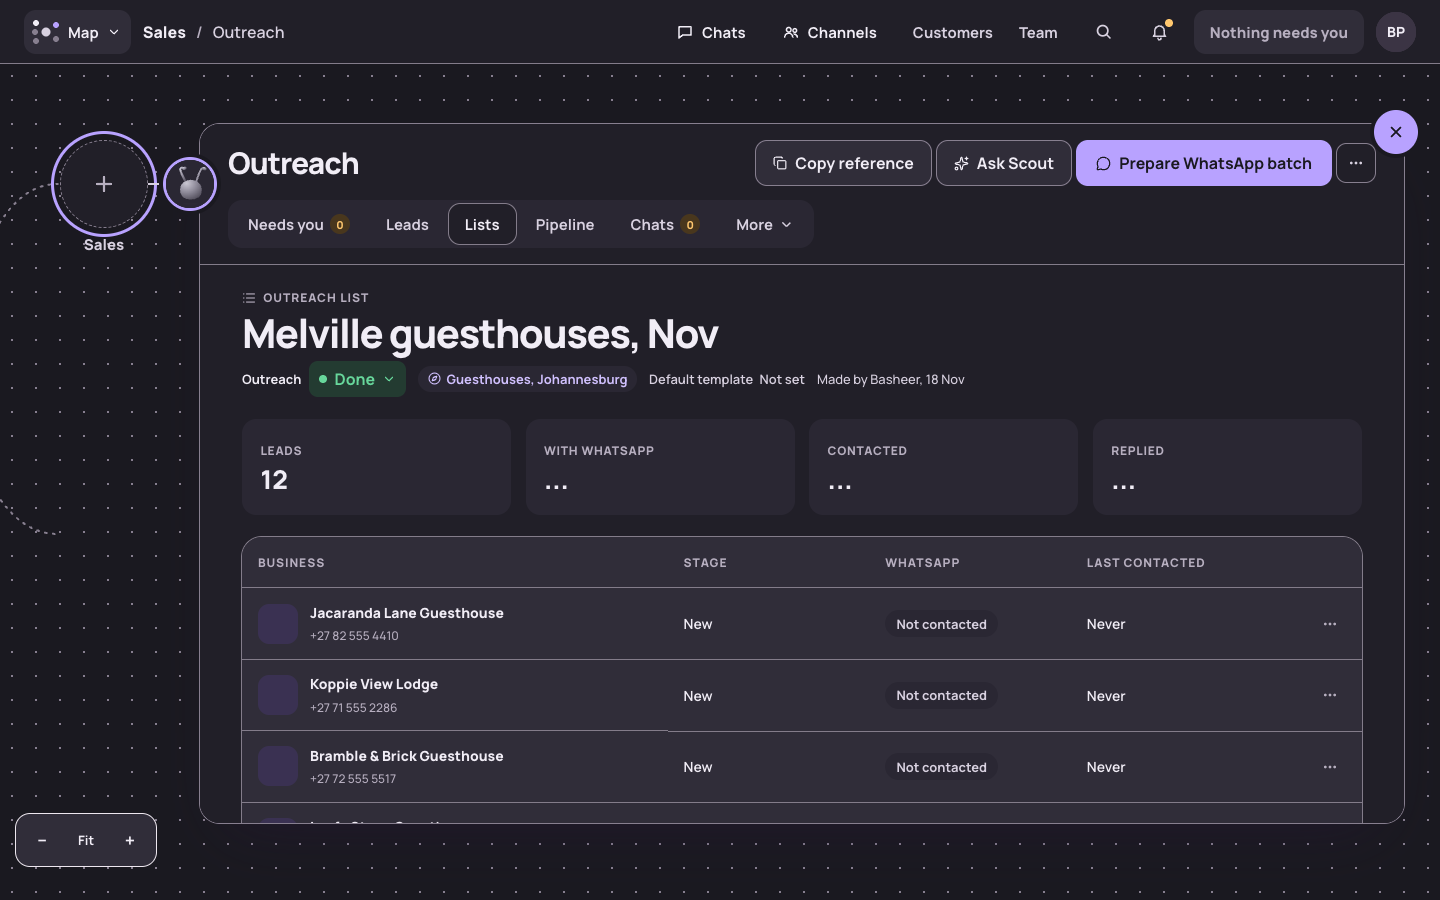 Map
Sales / Outreach
Chats
Channels
Customers
Team
Nothing needs you
BP
Sales
Outreach
Copy reference
Ask Scout
Prepare WhatsApp batch
Needs you 0
Leads
Lists
Pipeline
Chats 0
More
OUTREACH LIST
Melville guesthouses, Nov
Outreach
Done
Guesthouses, Johannesburg
Default template Not set
Made by Basheer, 18 Nov
LEADS
12
WITH WHATSAPP
...
CONTACTED
...
REPLIED
...
BUSINESS STAGE WHATSAPP LAST CONTACTED
Jacaranda Lane Guesthouse
+27 82 555 4410
New Not contacted Never
Koppie View Lodge
+27 71 555 2286
New Not contacted Never
Bramble & Brick Guesthouse
+27 72 555 5517
New Not contacted Never
− Fit +